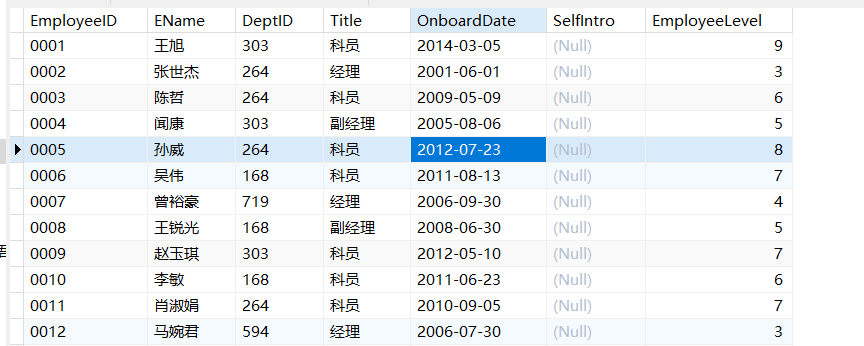 EmployeeID EName DeptID Title OnboardDate SelfIntro EmployeeLevel
0001 王旭 303 科员 2014-03-05 (Null) 9
0002 张世杰 264 经理 2001-06-01 (Null) 3
0003 陈哲 264 科员 2009-05-09 (Null) 6
0004 闻康 303 副经理 2005-08-06 (Null) 5
0005 孙威 264 科员 2012-07-23 (Null) 8
0006 吴伟 168 科员 2011-08-13 (Null) 7
0007 曾裕豪 719 经理 2006-09-30 (Null) 4
0008 王锐光 168 副经理 2008-06-30 (Null) 5
0009 赵玉琪 303 科员 2012-05-10 (Null) 7
0010 李敏 168 科员 2011-06-23 (Null) 6
0011 肖淑娟 264 科员 2010-09-05 (Null) 7
0012 马婉君 594 经理 2006-07-30 (Null) 3